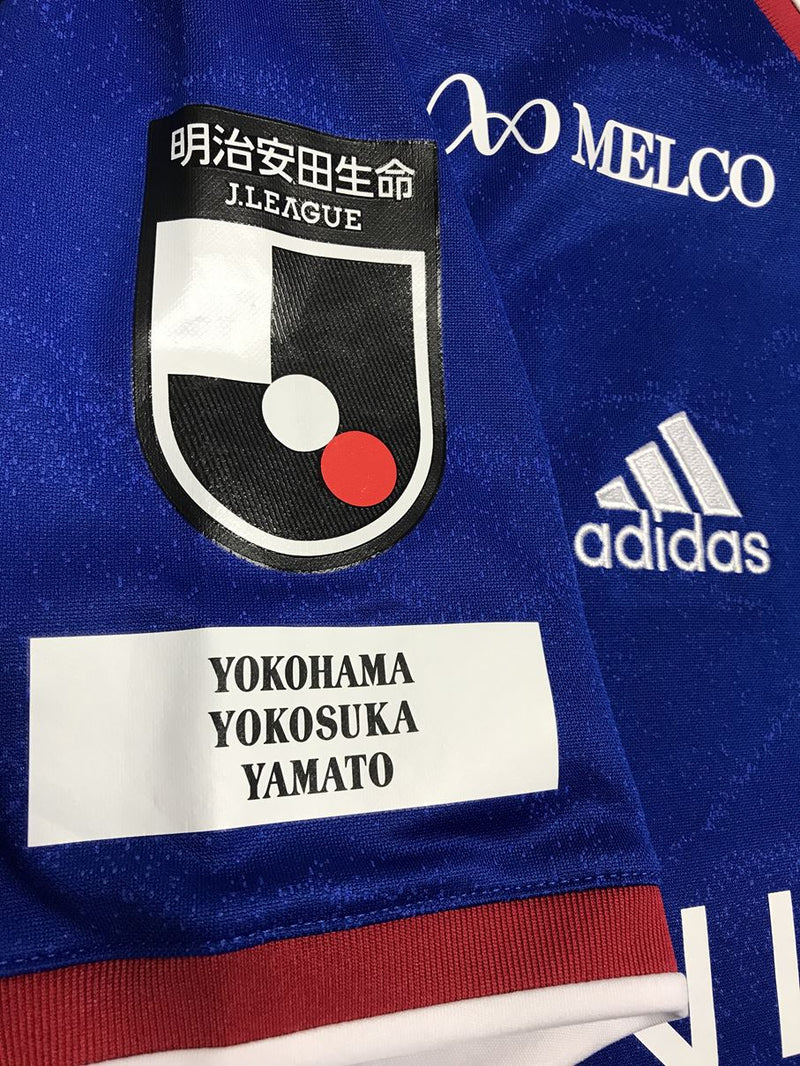 明治安田生命
J.LEAGUE
MELCO
adidas
YOKOHAMA
YOKOSUKA
YAMATO